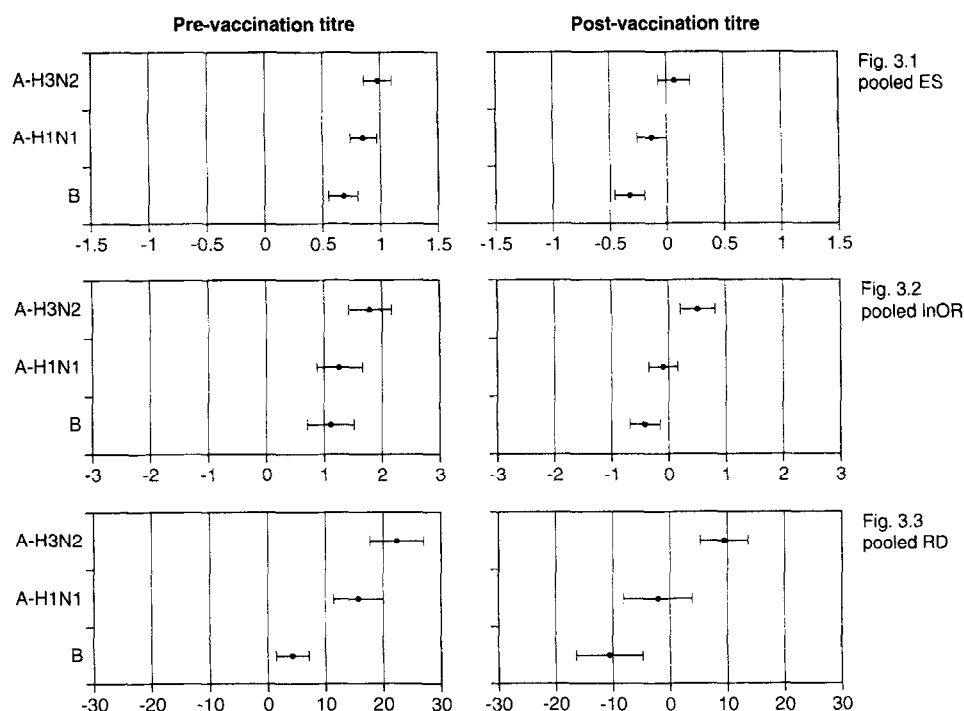 Pre-vaccination titre
Post-vaccination titre
A-H3N2
A-H1N1
B
-1.5 -1 -0.5 0 0.5 1 1.5
-1.5 -1 -0.5 0 0.5 1 1.5
Fig. 3.1
pooled ES
A-H3N2
A-H1N1
B
-3 -2 -1 0 1 2 3
-3 -2 -1 0 1 2 3
Fig. 3.2
pooled lnOR
A-H3N2
A-H1N1
B
-30 -20 -10 0 10 20 30
-30 -20 -10 0 10 20 30
Fig. 3.3
pooled RD